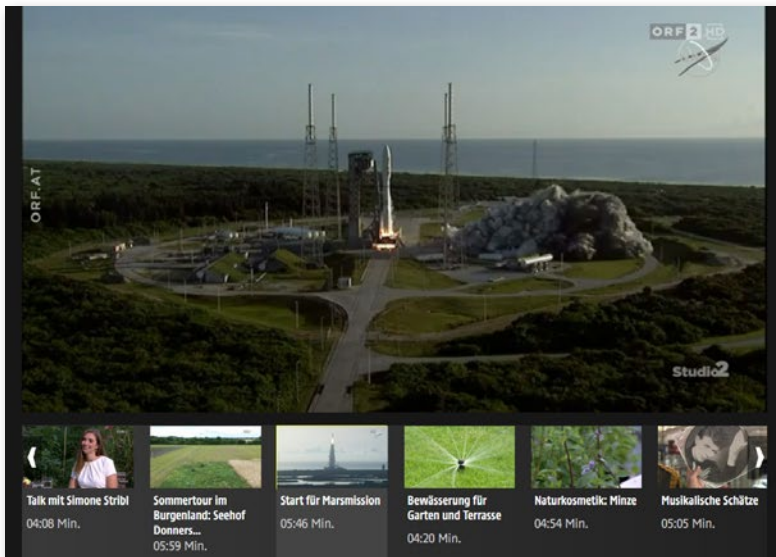 ORF 2 HD
ORF.AT
Studio2
Talk mit Simone Stribl
04:08 Min.
Sommertour im
Burgenland: Seehof
Donners...
05:59 Min.
Start für Marsmission
05:46 Min.
Bewässerung für
Garten und Terrasse
04:20 Min.
Naturkosmetik: Minze
04:54 Min.
Musikalische Schätze
05:05 Min.